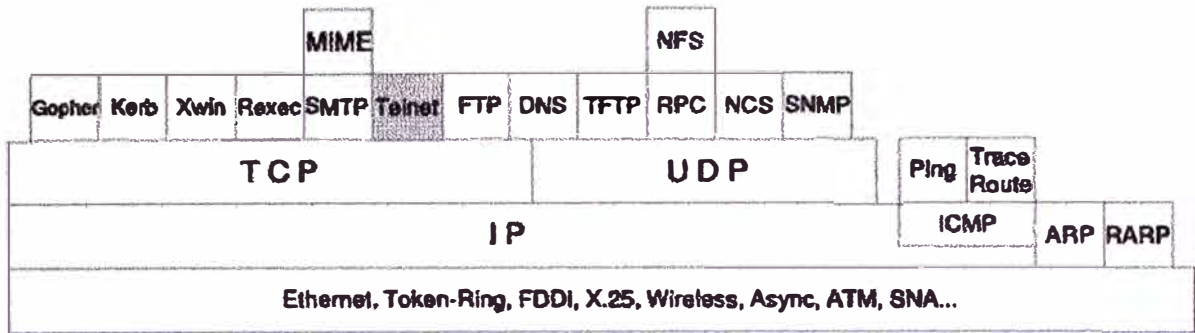 MIME NFS
Gopher Kerb Xwin Rexec SMTP Telnet FTP DNS TFTP RPC NCS SNMP
TCP UDP Ping Trace Route
IP ICMP ARP RARP
Ethernet, Token-Ring, FDDI, X.25, Wireless, Async, ATM, SNA...